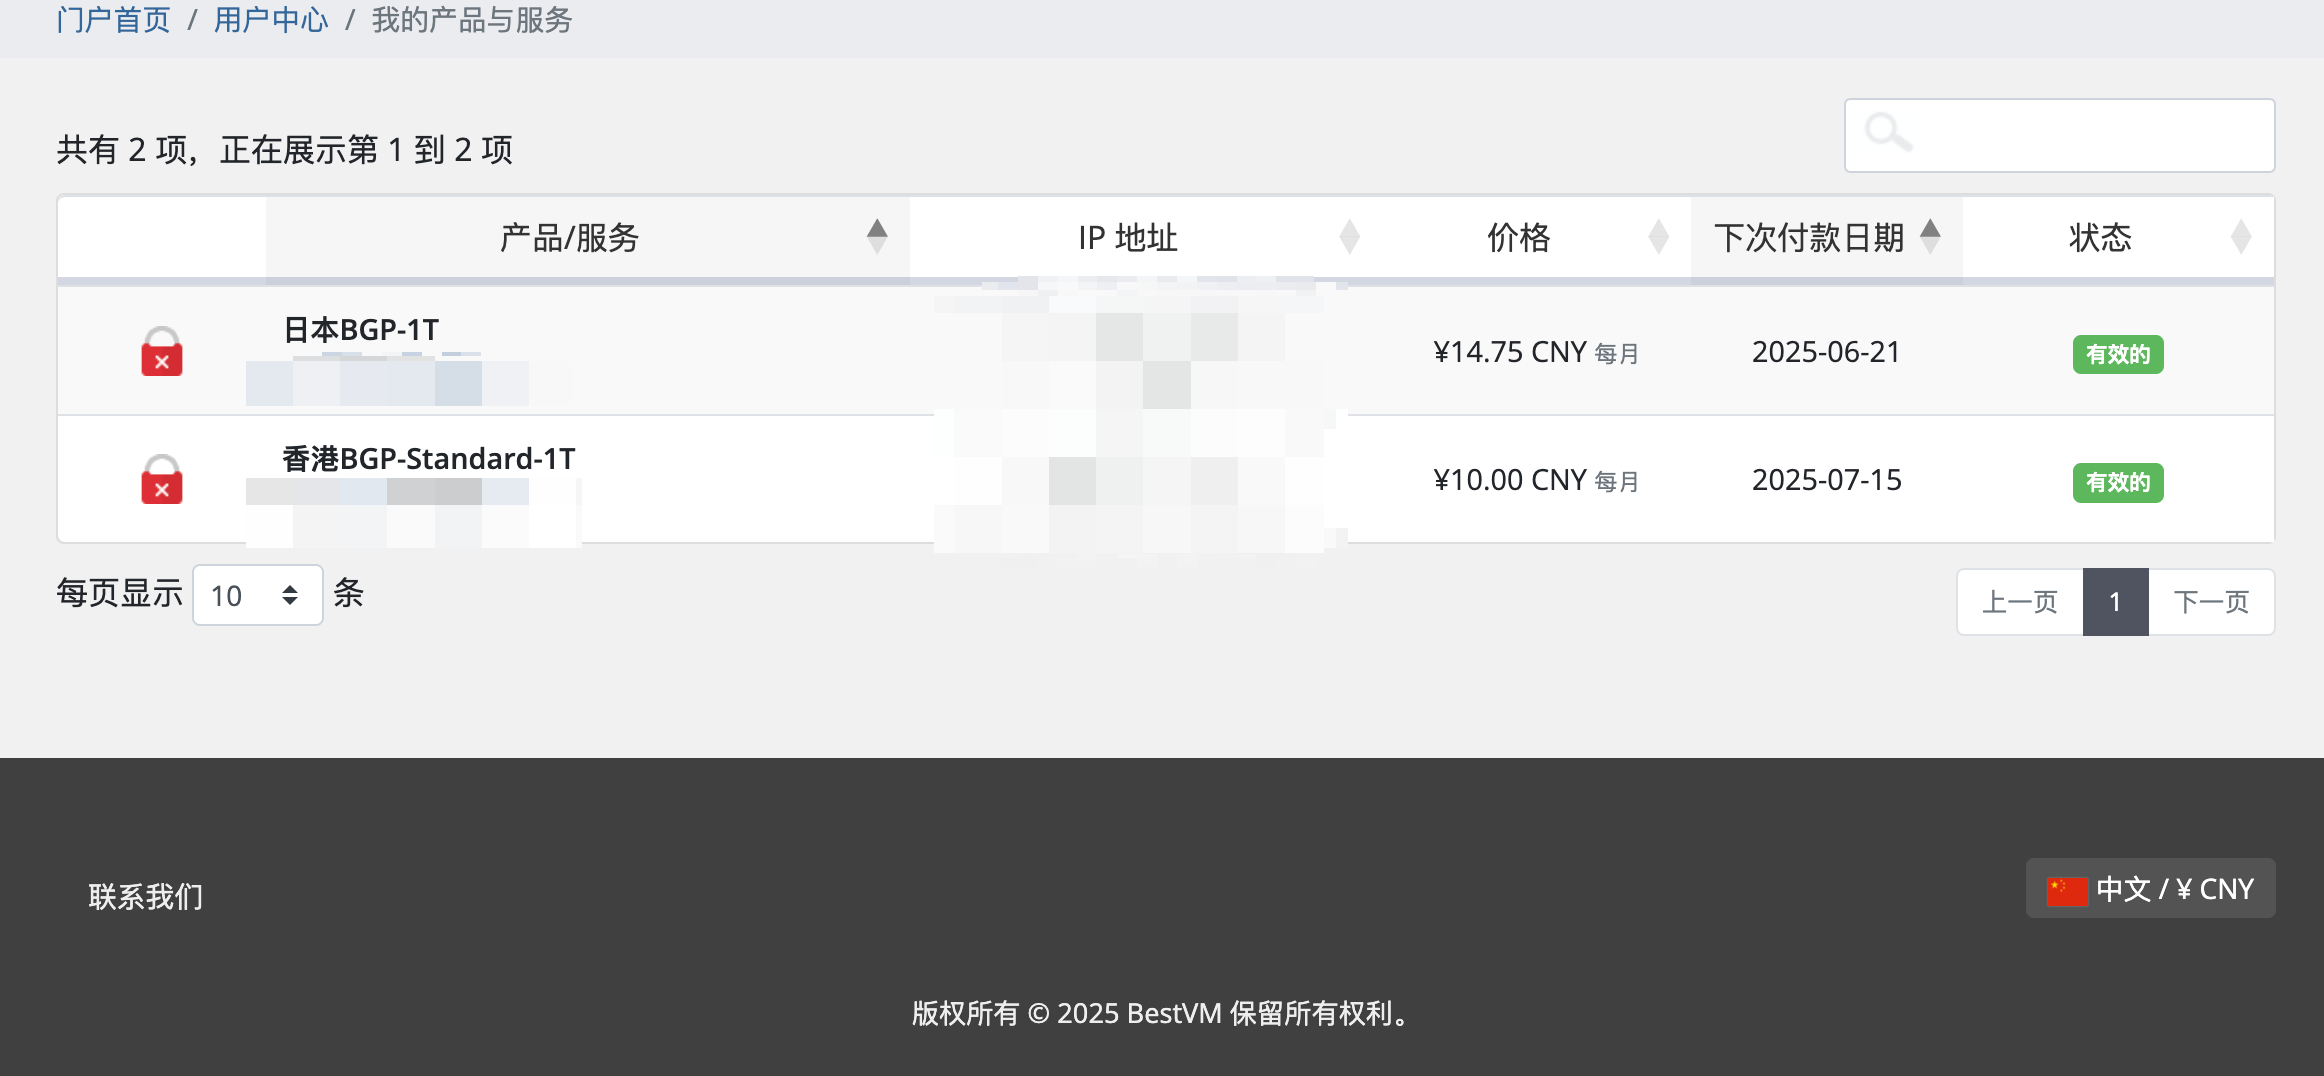 门户首页 / 用户中心 / 我的产品与服务
共有 2 项，正在展示第 1 到 2 项
产品/服务 IP 地址 价格 下次付款日期 状态
日本BGP-1T ¥14.75 CNY 每月 2025-06-21 有效的
香港BGP-Standard-1T ¥10.00 CNY 每月 2025-07-15 有效的
每页显示 10 条
上一页 1 下一页
联系我们
中文 / ¥ CNY
版权所有 © 2025 BestVM 保留所有权利。